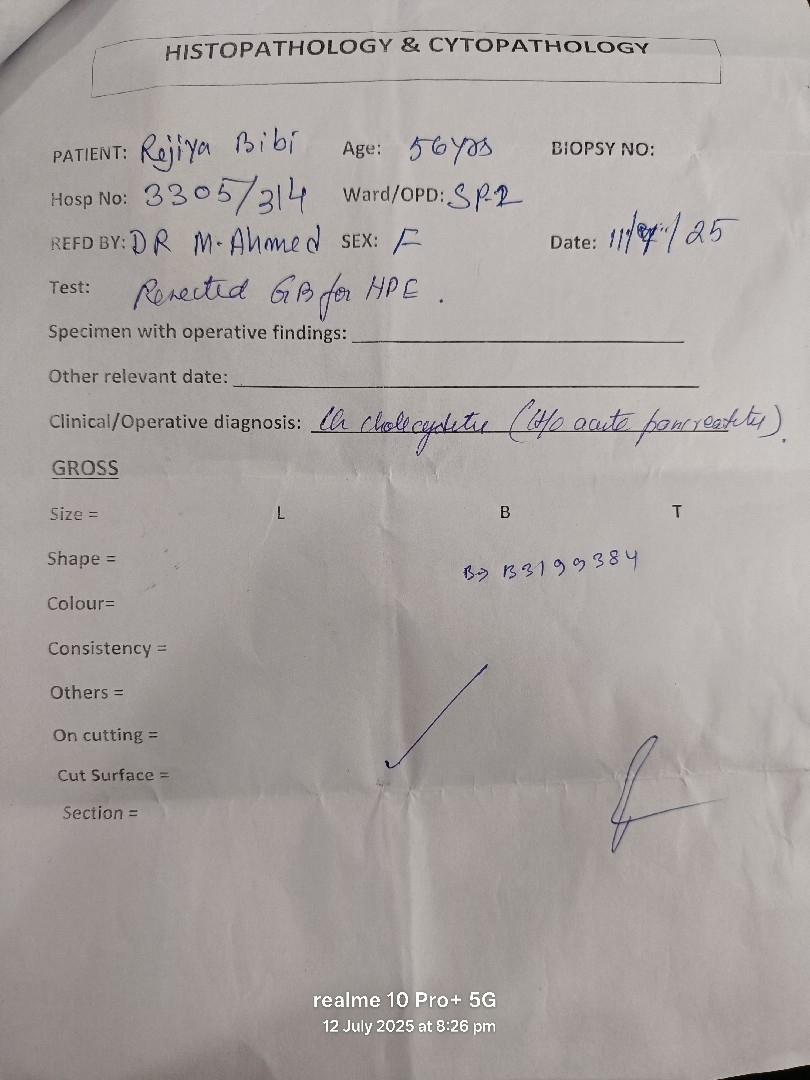 HISTOPATHOLOGY & CYTOPATHOLOGY
PATIENT: Rejiya Bibi Age: 56yrs BIOPSY NO:
Hosp No: 3305/314 Ward/OPD: SP-2
REFD BY: DR M. Ahmed SEX: F Date: 11/7/25
Test: Resected GB for HPE.
Specimen with operative findings:
Other relevant date:
Clinical/Operative diagnosis: Ch cholecystitis (H/o acute pancreatitis).
GROSS
Size = L B T
Shape =
B→ B3199384
Colour=
Consistency =
Others =
On cutting =
Cut Surface =
Section =
realme 10 Pro+ 5G
12 July 2025 at 8:26 pm